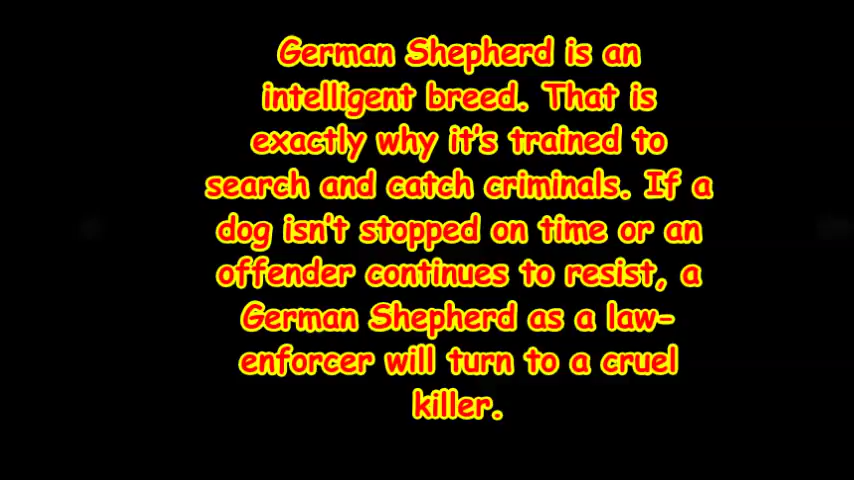 German Shepherd is an
intelligent breed. That is
exactly why it's trained to
search and catch criminals. If a
dog isn't stopped on time or an
offender continues to resist, a
German Shepherd as a law-
enforcer will turn to a cruel
killer.